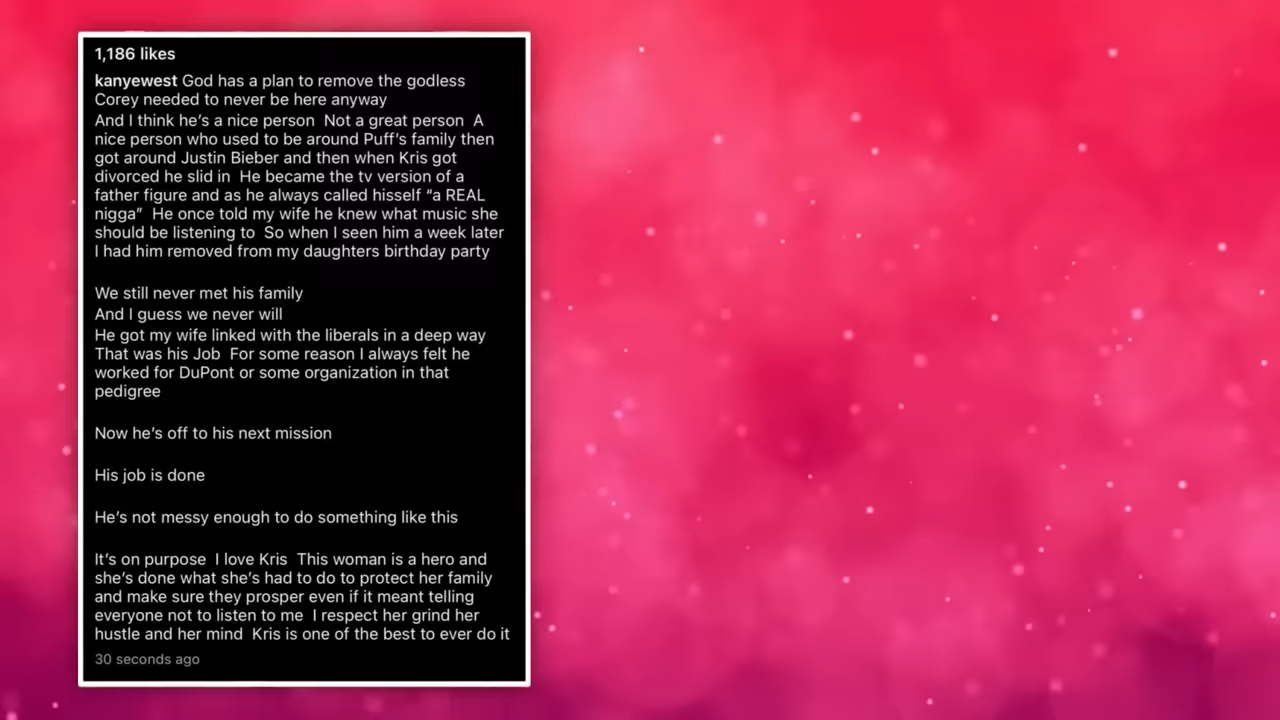 1,186 likes
kanyewest God has a plan to remove the godless
Corey needed to never be here anyway
And I think he's a nice person  Not a great person  A
nice person who used to be around Puff's family then
got around Justin Bieber and then when Kris got
divorced he slid in  He became the tv version of a
father figure and as he always called hisself “a REAL
nigga”  He once told my wife he knew what music she
should be listening to  So when I seen him a week later
I had him removed from my daughters birthday party
We still never met his family
And I guess we never will
He got my wife linked with the liberals in a deep way
That was his Job  For some reason I always felt he
worked for DuPont or some organization in that
pedigree
Now he's off to his next mission
His job is done
He's not messy enough to do something like this
It's on purpose  I love Kris  This woman is a hero and
she's done what she's had to do to protect her family
and make sure they prosper even if it meant telling
everyone not to listen to me  I respect her grind her
hustle and her mind  Kris is one of the best to ever do it
30 seconds ago